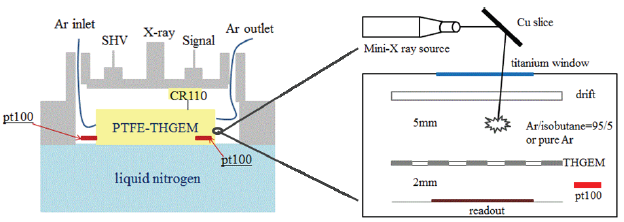 Ar inlet
SHV
X-ray
Signal
Ar outlet
CR110
pt100
PTFE-THGEM
pt100
liquid nitrogen
Cu slice
Mini-X ray source
titanium window
drift
5mm
Ar/isobutane=95/5
or pure Ar
THGEM
2mm
pt100
readout